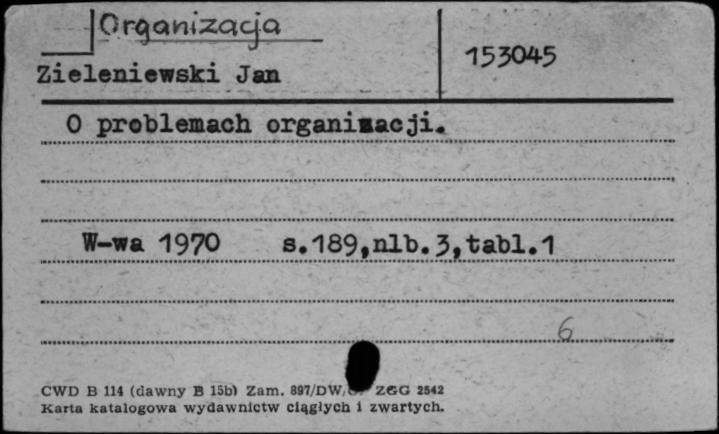 Organizacja
153045
Zieleniewski Jan
O problemach organizacji.
W-wa 1970 s.189,nlb.3,tabl.1
6
CWD B 114 (dawny B 15b) Zam. 897/DW/ ZGG 2542
Karta katalogowa wydawnictw ciągłych i zwartych.